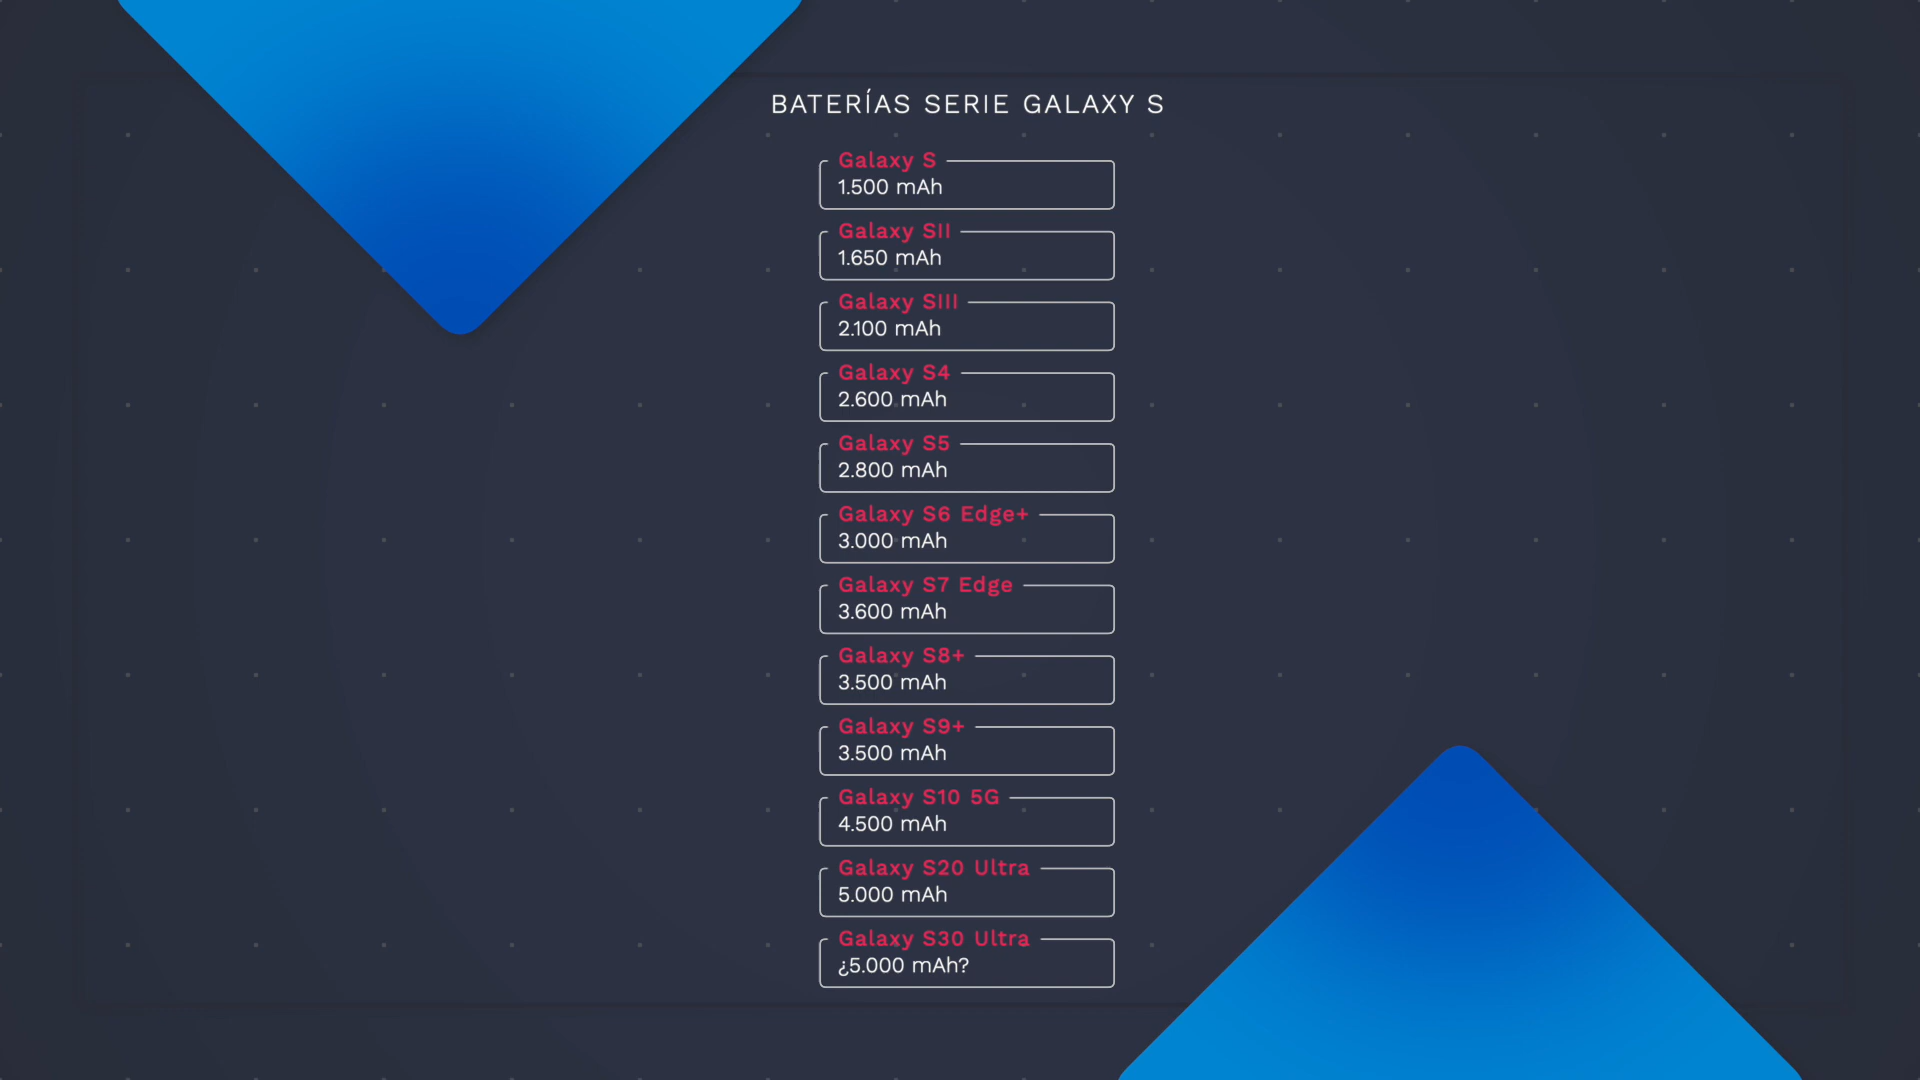 BATERÍAS SERIE GALAXY S
Galaxy S
1.500 mAh
Galaxy SII
1.650 mAh
Galaxy SIII
2.100 mAh
Galaxy S4
2.600 mAh
Galaxy S5
2.800 mAh
Galaxy S6 Edge+
3.000 mAh
Galaxy S7 Edge
3.600 mAh
Galaxy S8+
3.500 mAh
Galaxy S9+
3.500 mAh
Galaxy S10 5G
4.500 mAh
Galaxy S20 Ultra
5.000 mAh
Galaxy S30 Ultra
¿5.000 mAh?